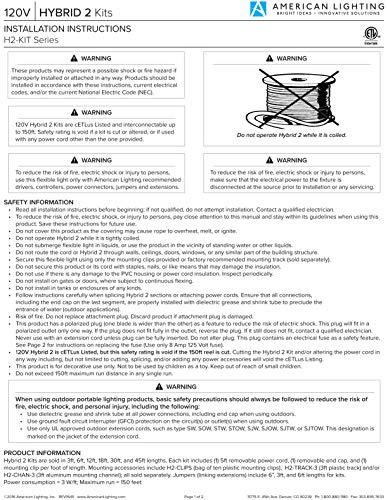 120V | HYBRID 2 Kits
AMERICAN LIGHTING
BRIGHT IDEAS • INNOVATIVE SOLUTIONS
INSTALLATION INSTRUCTIONS
H2-KIT Series
WARNING
These products may represent a possible shock or fire hazard if
improperly installed or attached in any way. Products should be
installed in accordance with these instructions, current electrical
codes, and/or the current National Electric Code (NEC).
WARNING
120V Hybrid 2 Kits are cETLus Listed and interconnectable up
to 150ft. Safety rating is void if a kit is cut or altered, or if used
with any power cord other than the one provided.
WARNING
Do not operate Hybrid 2 while it is coiled.
WARNING
To reduce the risk of fire, electric shock, or injury to persons,
use this flexible light only with American Lighting recommended
drivers, controllers, power connectors, jumpers and extensions.
WARNING
To reduce the risk of fire, electric shock, or injury to persons,
make sure that the electrical power to the fixture is
disconnected at the source prior to installation or any servicing.
SAFETY INFORMATION
• Read all installation instructions before beginning; if not qualified, do not attempt installation. Contact a qualified electrician.
• To reduce the risk of fire, electric shock, or injury to persons, pay close attention to this manual and stay within its guidelines when using this
product. Save these instructions for future use.
• Do not cover this product as the covering may cause rope to overheat, melt, or ignite.
• Do not operate Hybrid 2 while it is tightly coiled.
• Do not submerge flexible light in liquids, or use the product in the vicinity of standing water or other liquids.
• Do not route the cord or Hybrid 2 through walls, ceilings, doors, windows, or any similar part of the building structure.
• Secure this flexible light using only the mounting clips provided or factory recommended mounting track (sold separately).
• Do not secure this product or its cord with staples, nails, or like means that may damage the insulation.
• Do not use if there is any damage to the PVC housing or power cord insulation. Inspect periodically.
• Do not install on gates or doors, where subject to continuous flexing.
• Do not install in tanks or enclosures of any kinds.
• Follow instructions carefully when splicing Hybrid 2 sections or attaching power cords. Ensure that all connections,
including the end cap on the last segment, are properly installed with dielectric grease and shrink tube to preclude the
entrance of water (outdoor applications).
• Risk of fire. Do not replace attachment plug. Discard product if attachment plug is damaged.
• This product has a polarized plug (one blade is wider than the other) as a feature to reduce the risk of electric shock. This plug will fit in a
polarized outlet only one way. If the plug does not fit fully in the outlet, reverse the plug. If it still does not fit, contact a qualified electrician.
Never use with an extension cord unless plug can be fully inserted. Do not alter plug. This plug contains an electrical fuse as a safety feature,
See Page 2 for instructions on replacing the fuse (Use only 8 Amp 125 Volt fuse).
• 120V Hybrid 2 is cETLus Listed, but this safety rating is void if the 150ft reel is cut. Cutting the Hybrid 2 Kit and/or altering the power cord in
any way including, but not limited to cutting, splicing, and/or adding any power accessories will void the cETLus Listing.
• This product is for decorative use only. Not to be used by children as a toy. Keep out of reach of small children.
• Do not exceed 150ft maximum run distance in any single run.
WARNING
When using outdoor portable lighting products, basic safety precautions should always be followed to reduce the risk of
fire, electric shock, and personal injury, including the following:
• Use dielectric grease and shrink tube at all power connections, including end cap when using outdoors.
• Use ground fault circuit interrupter (GFCI) protection on the circuit(s) or outlet(s) when using outdoors.
• Use only UL approved outdoor extension cords, such as type SW, SOW, STW, STOW, SJW, SJOW, SJTW, or SJTOW. This designation is
marked on the jacket of the extension cord.
PRODUCT INFORMATION
Hybrid 2 Kits are sold in 3ft, 6ft, 12ft, 18ft, 30ft, and 45ft lengths. Each kit includes (1) 5ft removable power cord, (1) removable end cap, and (1)
mounting clip per foot of length. Mounting accessories include H2-CLIPS (bag of ten plastic mounting clips), H2-TRACK-3 (3ft plastic track) and/or
H2-CHAN-3 (3ft aluminum mounting channel), all sold separately. Jumpers (linking extensions) include 6", 3ft, and 6ft lengths for kits.
Power consumption = 3 W/ft; Maximum run = 150 feet
www.AmericanLighting.com
Page 1 of 2